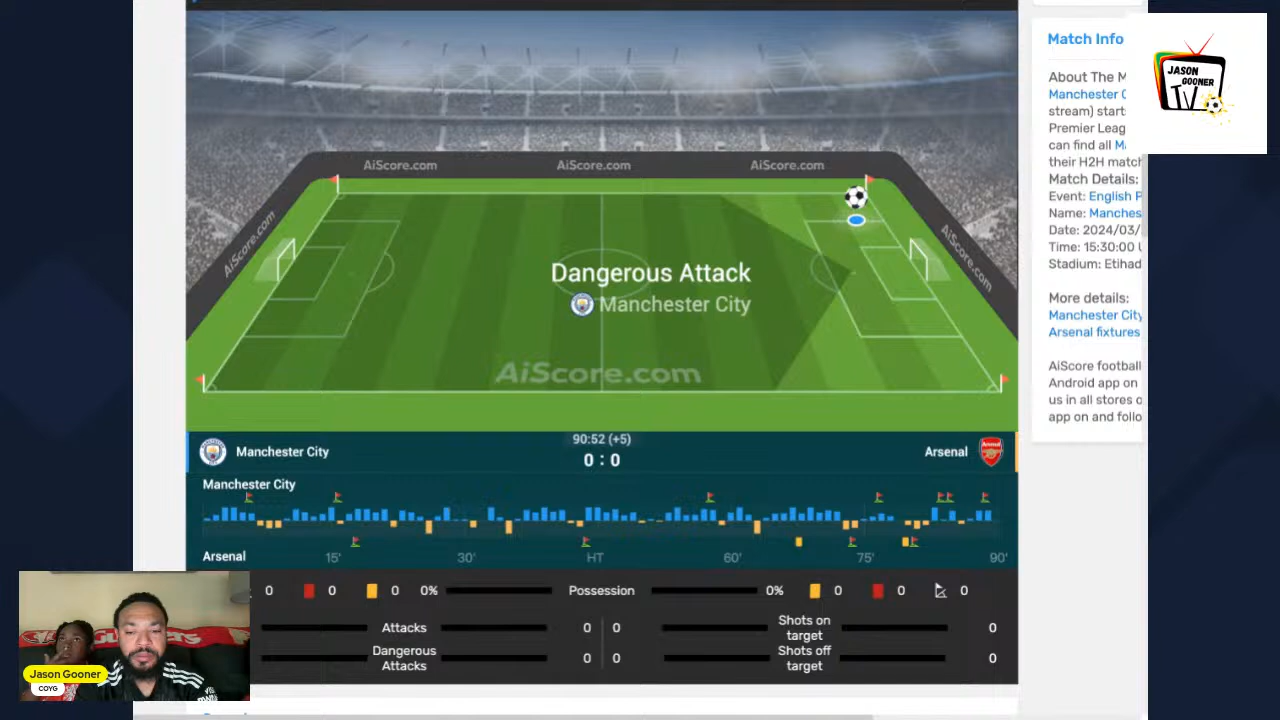 Match Info
JASON
GOONER
TV
About The M
Manchester C
stream) start
Premier Leag
can find all M
their H2H match
Match Details:
Event: English P
Name: Manches
Date: 2024/03/
Time: 15:30:00 U
Stadium: Etihad
More details:
Manchester City
Arsenal fixtures
AiScore football
Android app on
us in all stores o
app on and follo
AiScore.com AiScore.com AiScore.com
AiScore.com
AiScore.com
Dangerous Attack
Manchester City
AiScore.com
90:52 (+5)
Manchester City 0 : 0 Arsenal
Manchester City
Arsenal 15' 30' HT 60' 75' 90'
0 0 0 0% Possession 0% 0 0 0
Attacks 0 0 Shots on target 0
Dangerous Attacks 0 0 Shots off target 0
Jason Gooner
COYG